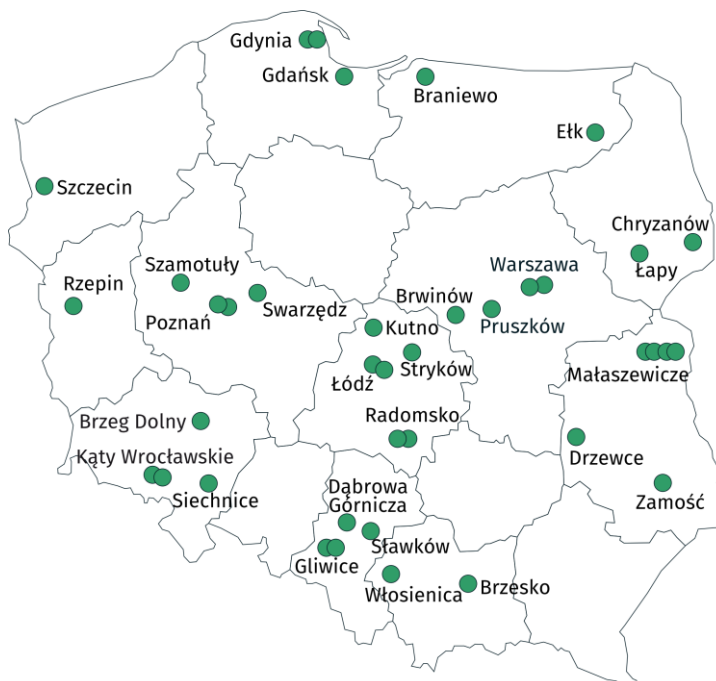 Gdynia
Gdańsk
Braniewo
Ełk
Szczecin
Chryzanów
Szamotuły
Warszawa
Łapy
Rzepin
Brwinów
Swarzędz
Poznań
Pruszków
Kutno
Stryków
Łódź
Małaszewicze
Radomsko
Brzeg Dolny
Drzewce
Kąty Wrocławskie
Siechnice
Dąbrowa
Górnicza
Zamość
Sławków
Gliwice
Włosienica
Brzesko